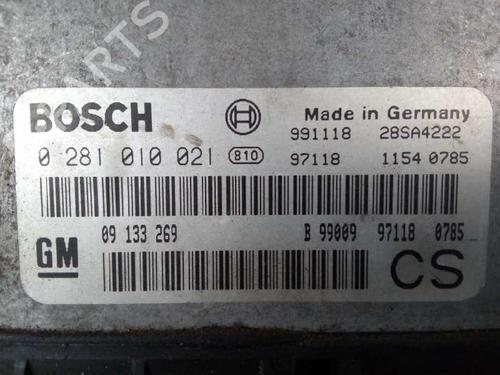 PARTS
BOSCH
Made in Germany
991118 28SA4222
0 281 010 021 810 97118 1154 0785
GM 09 133 269 B 99009 97118 0785
CS